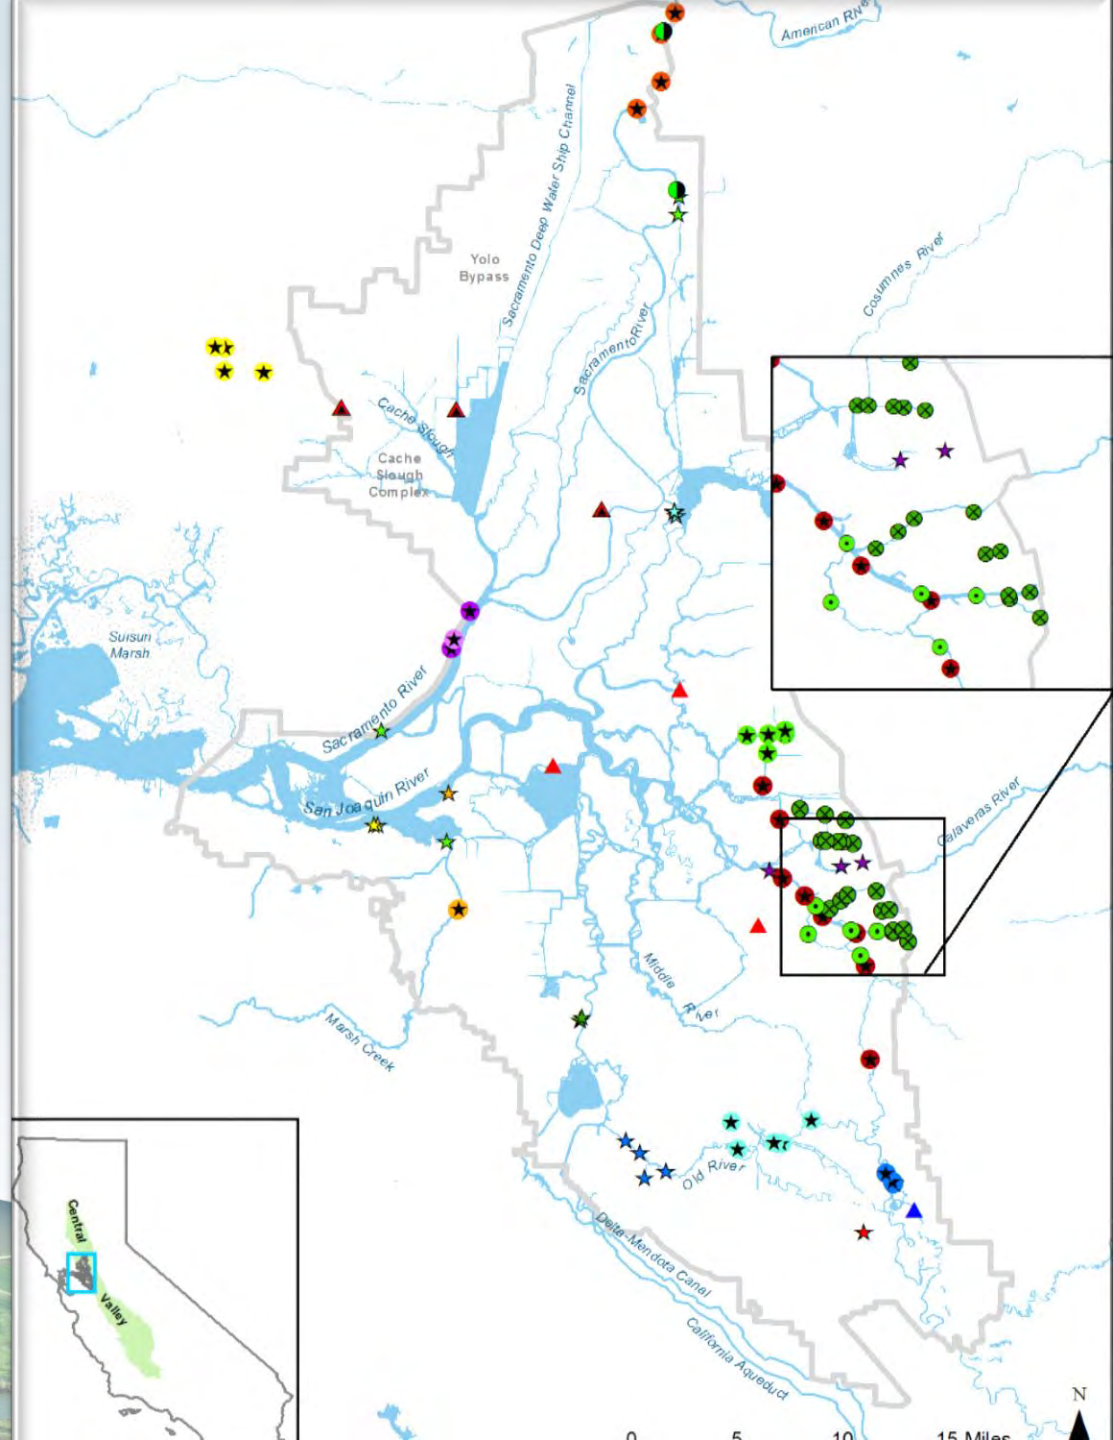 American River
Sacramento Deep Water Ship Channel
Cosumnes River
Yolo
Bypass
Sacramento River
Cache Slough
Cache
Slough
Complex
Suisun
Marsh
Sacramento River
San Joaquin River
Calaveras River
Middle River
Marsh Creek
Old River
Delta-Mendota Canal
California Aqueduct
Central
Valley
N
0 5 10 15 Miles